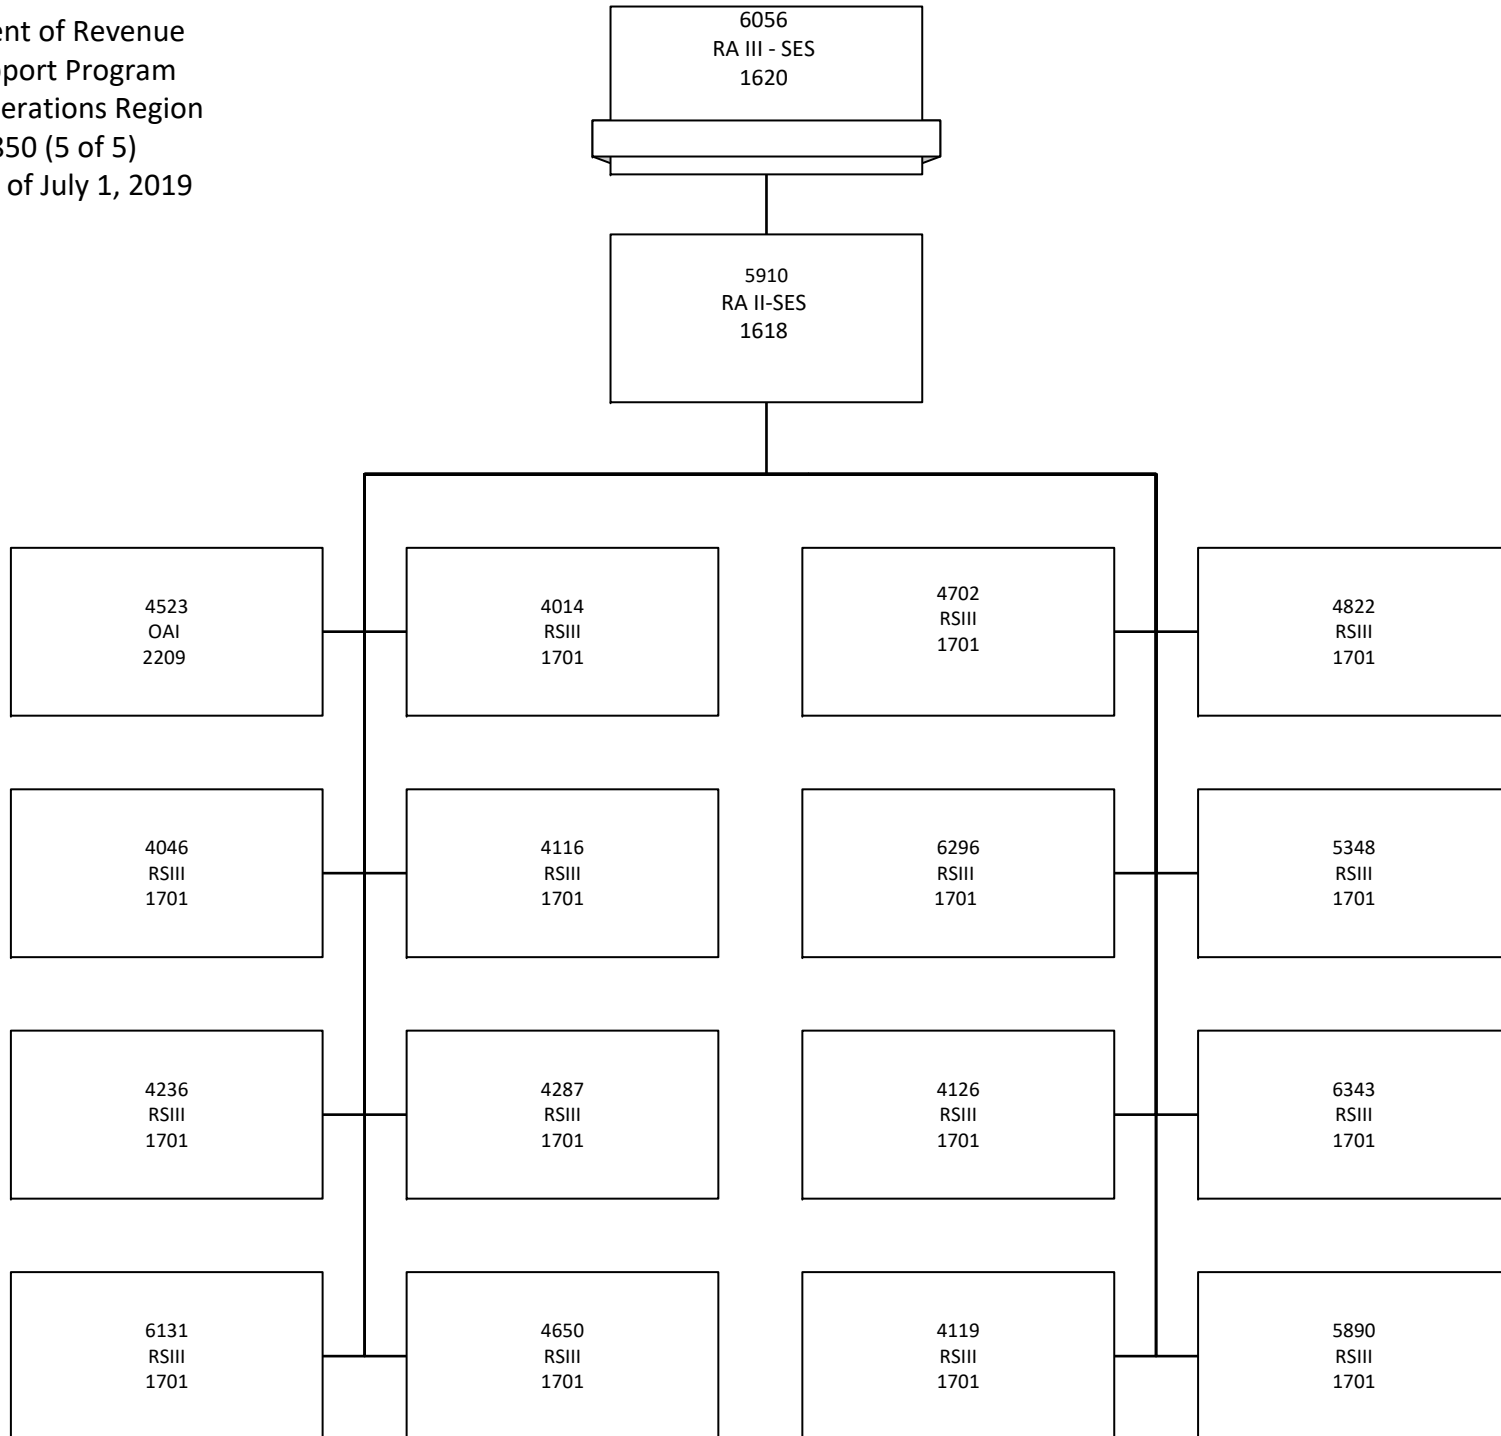 ent of Revenue
port Program
erations Region
850 (5 of 5)
of July 1, 2019
6056
RA III - SES
1620
5910
RA II-SES
1618
4523
OAI
2209
4014
RSIII
1701
4702
RSIII
1701
4822
RSIII
1701
4046
RSIII
1701
4116
RSIII
1701
6296
RSIII
1701
5348
RSIII
1701
4236
RSIII
1701
4287
RSIII
1701
4126
RSIII
1701
6343
RSIII
1701
6131
RSIII
1701
4650
RSIII
1701
4119
RSIII
1701
5890
RSIII
1701